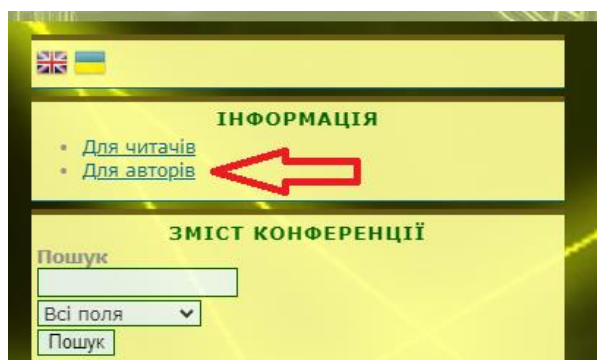 ІНФОРМАЦІЯ
Для читачів
Для авторів
ЗМІСТ КОНФЕРЕНЦІЇ
Пошук
Всі поля
Пошук